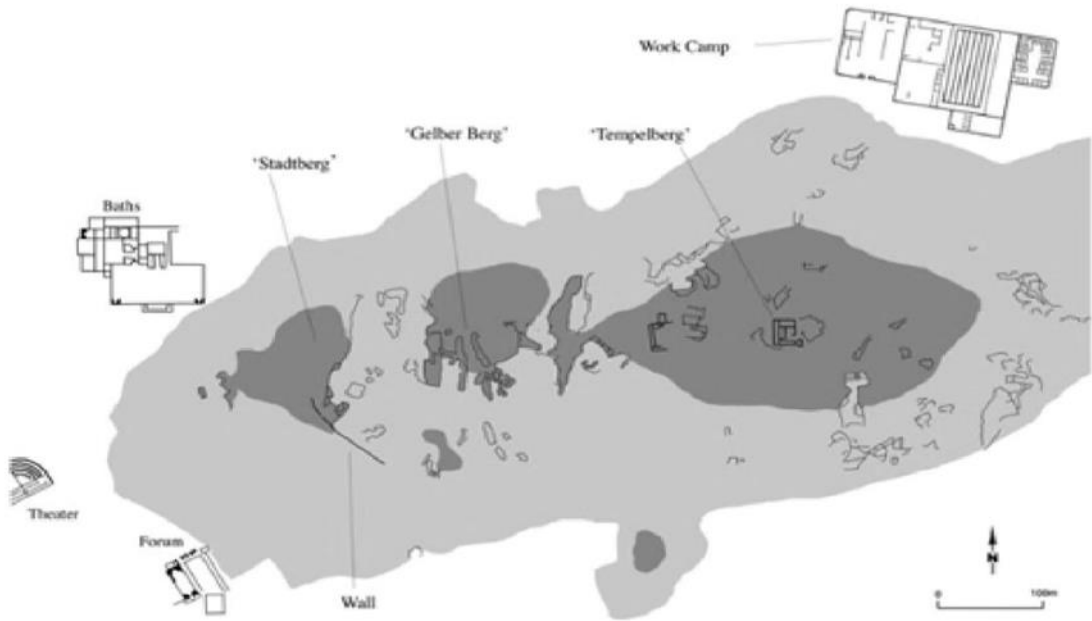 Work Camp
'Gelber Berg'
'Tempelberg'
'Stadtberg'
Baths
Theater
Forum
Wall
N
0 100m